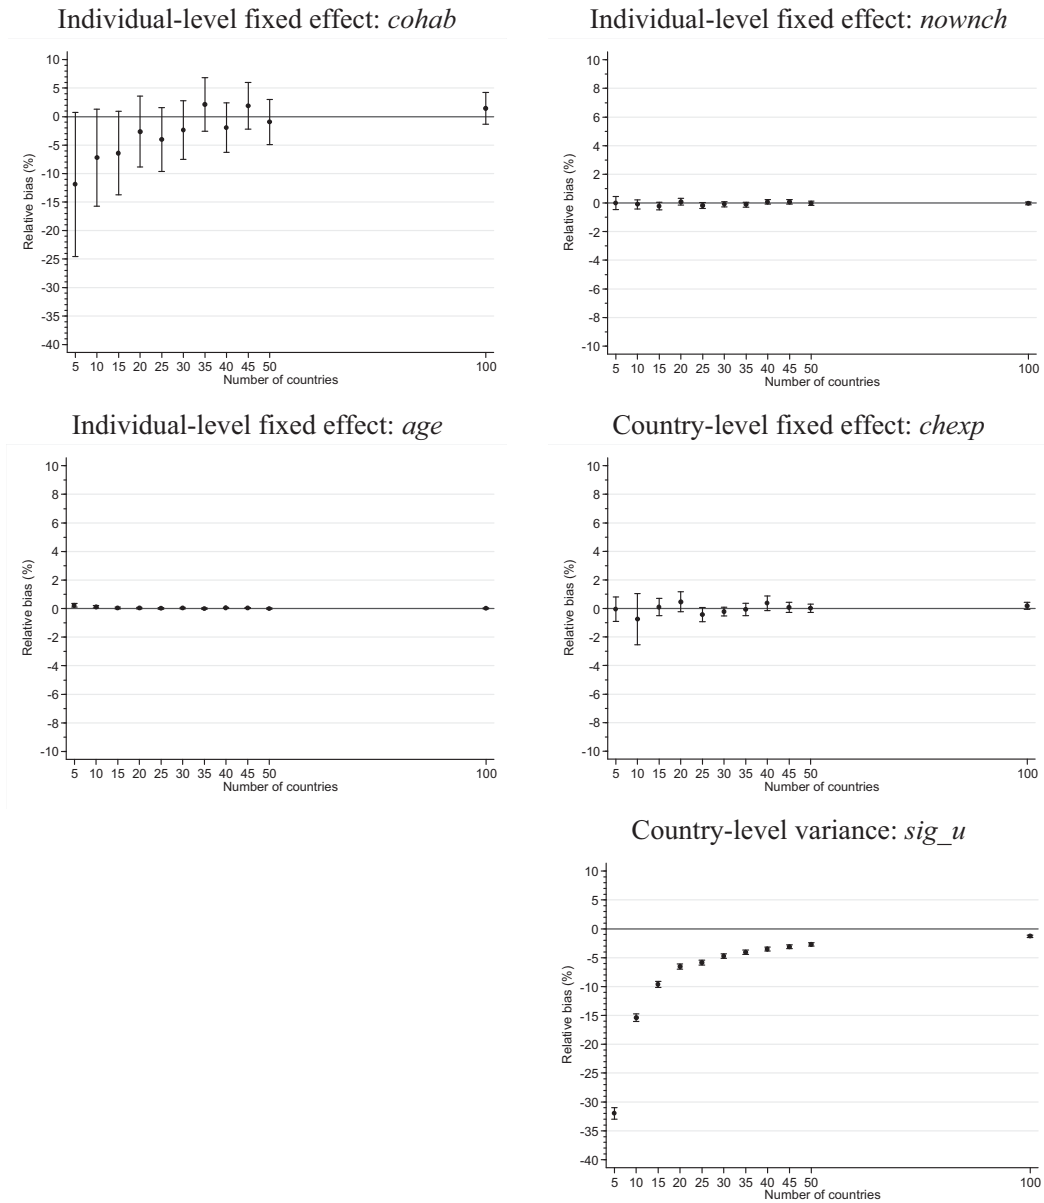 Individual-level fixed effect: cohab
10
5
0
-5
-10
-15
-20
-25
-30
-35
-40
Relative bias (%)
5 10 15 20 25 30 35 40 45 50 100
Number of countries
Individual-level fixed effect: nownch
10
8
6
4
2
0
-2
-4
-6
-8
-10
Relative bias (%)
5 10 15 20 25 30 35 40 45 50 100
Number of countries
Individual-level fixed effect: age
10
8
6
4
2
0
-2
-4
-6
-8
-10
Relative bias (%)
5 10 15 20 25 30 35 40 45 50 100
Number of countries
Country-level fixed effect: chexp
10
8
6
4
2
0
-2
-4
-6
-8
-10
Relative bias (%)
5 10 15 20 25 30 35 40 45 50 100
Number of countries
Country-level variance: sig_u
10
5
0
-5
-10
-15
-20
-25
-30
-35
-40
Relative bias (%)
5 10 15 20 25 30 35 40 45 50 100
Number of countries